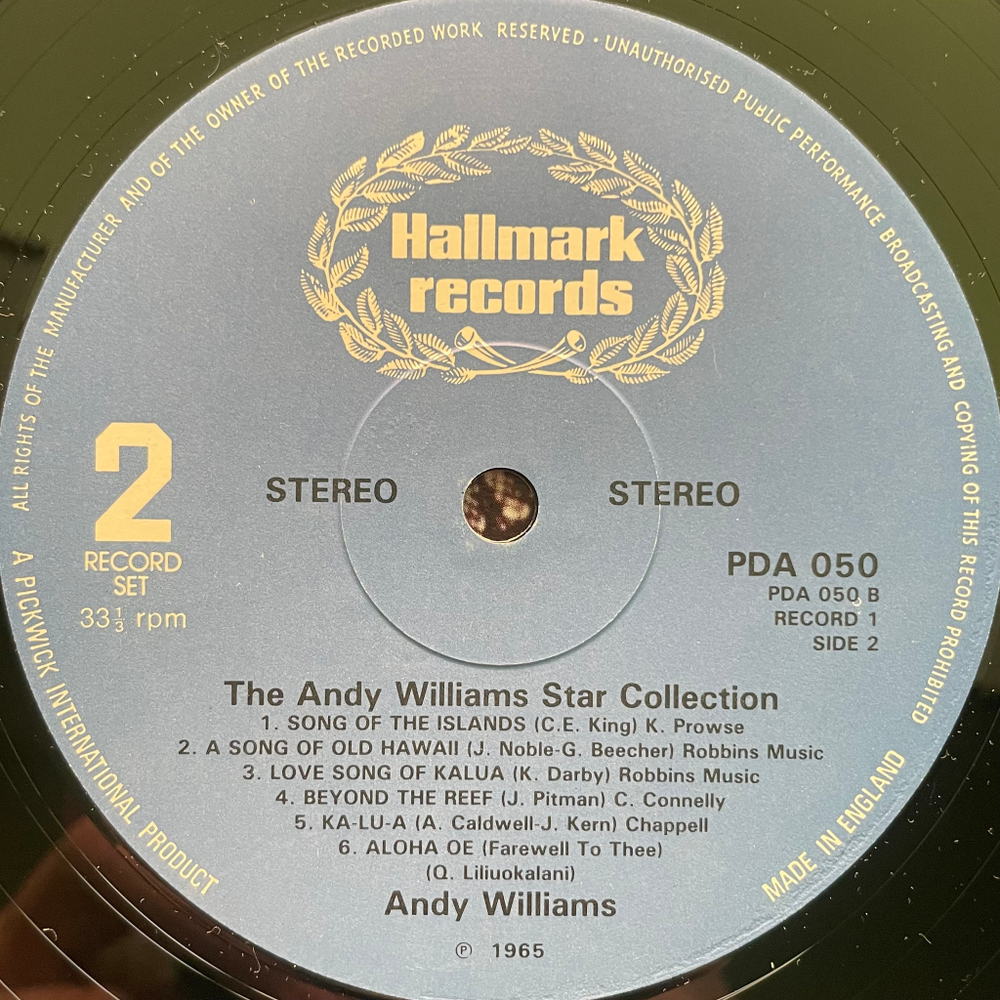 ALL RIGHTS OF THE MANUFACTURER AND OF THE OWNER OF THE RECORDED WORK RESERVED · UNAUTHORISED PUBLIC PERFORMANCE BROADCASTING AND COPYING OF THIS RECORD PROHIBITED
Hallmark
records
2
RECORD
SET
33⅓ rpm
STEREO STEREO
PDA 050
PDA 050 B
RECORD 1
SIDE 2
The Andy Williams Star Collection
1. SONG OF THE ISLANDS (C.E. King) K. Prowse
2. A SONG OF OLD HAWAII (J. Noble-G. Beecher) Robbins Music
3. LOVE SONG OF KALUA (K. Darby) Robbins Music
4. BEYOND THE REEF (J. Pitman) C. Connelly
5. KA-LU-A (A. Caldwell-J. Kern) Chappell
6. ALOHA OE (Farewell To Thee)
(Q. Liliuokalani)
Andy Williams
℗ 1965
A PICKWICK INTERNATIONAL PRODUCT
MADE IN ENGLAND